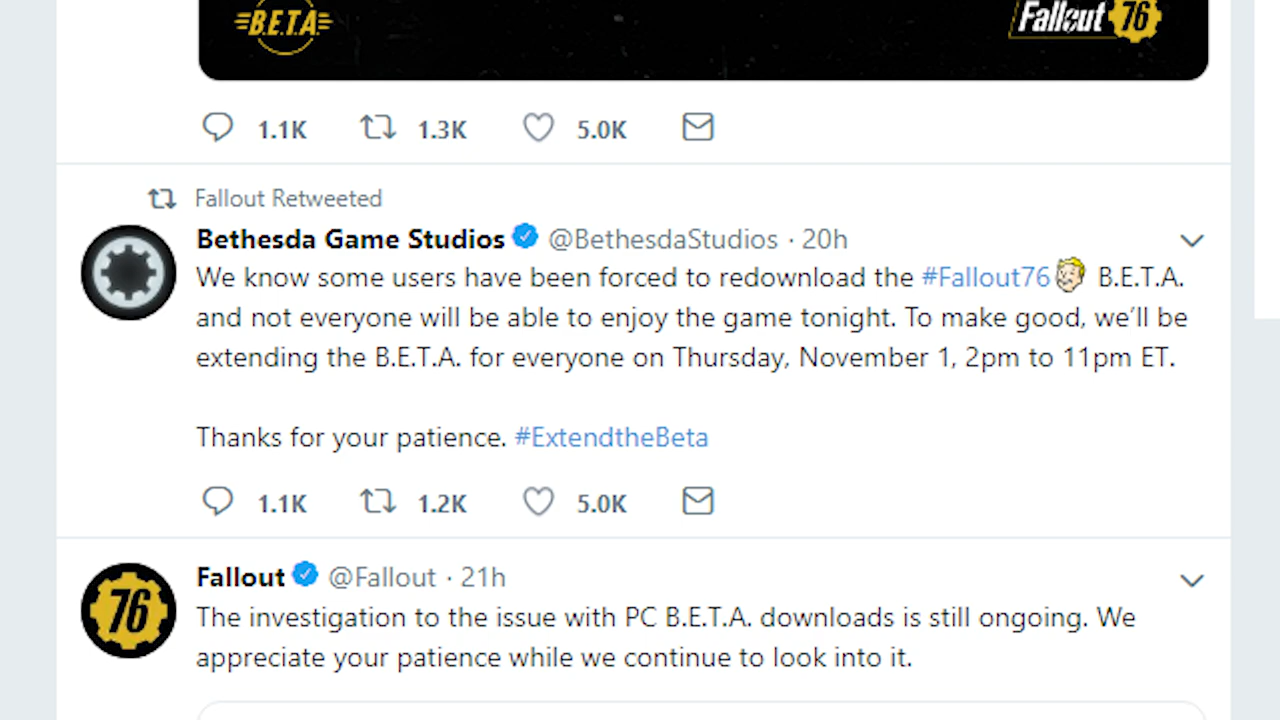 B.E.T.A.
Fallout 76
1.1K 1.3K 5.0K
Fallout Retweeted
Bethesda Game Studios @BethesdaStudios · 20h
We know some users have been forced to redownload the #Fallout76 B.E.T.A.
and not everyone will be able to enjoy the game tonight. To make good, we’ll be
extending the B.E.T.A. for everyone on Thursday, November 1, 2pm to 11pm ET.
Thanks for your patience. #ExtendtheBeta
1.1K 1.2K 5.0K
76
Fallout @Fallout · 21h
The investigation to the issue with PC B.E.T.A. downloads is still ongoing. We
appreciate your patience while we continue to look into it.